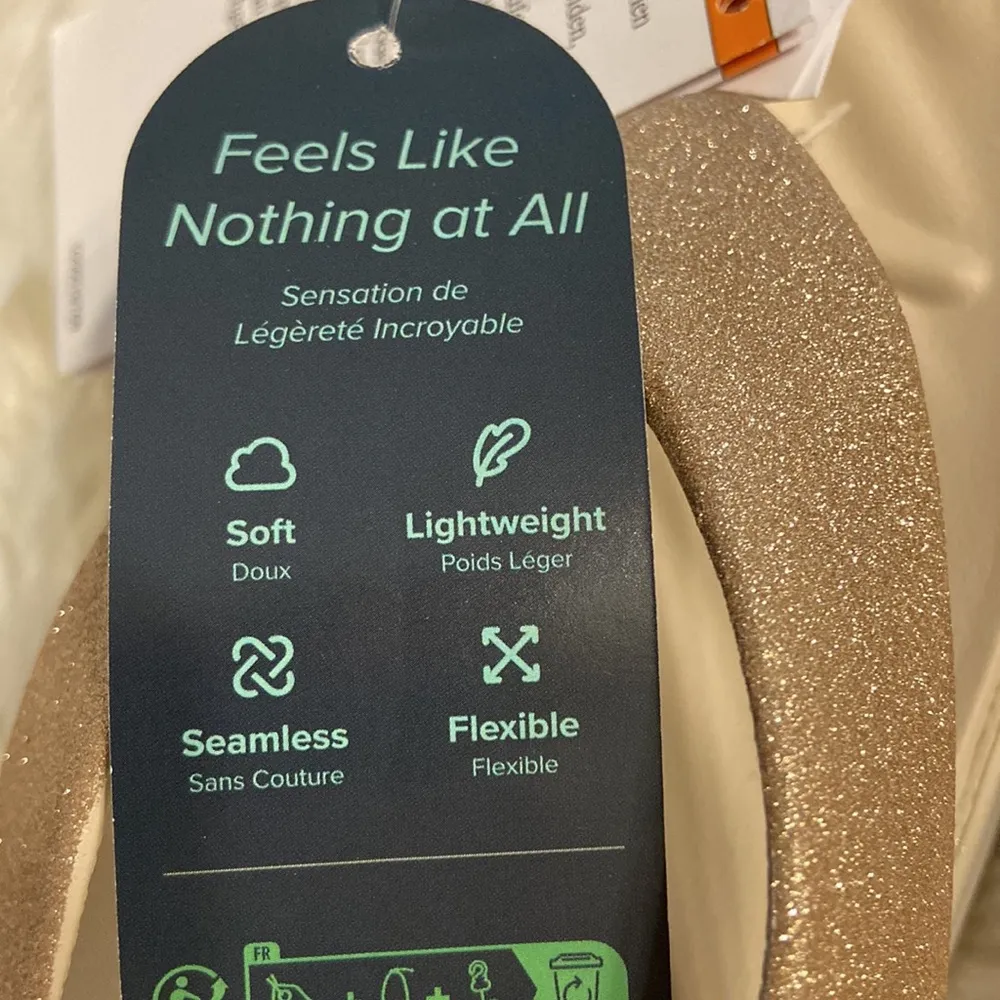 Feels Like
Nothing at All
Sensation de
Légèreté Incroyable
Soft
Doux
Lightweight
Poids Léger
Seamless
Sans Couture
Flexible
Flexible
FR